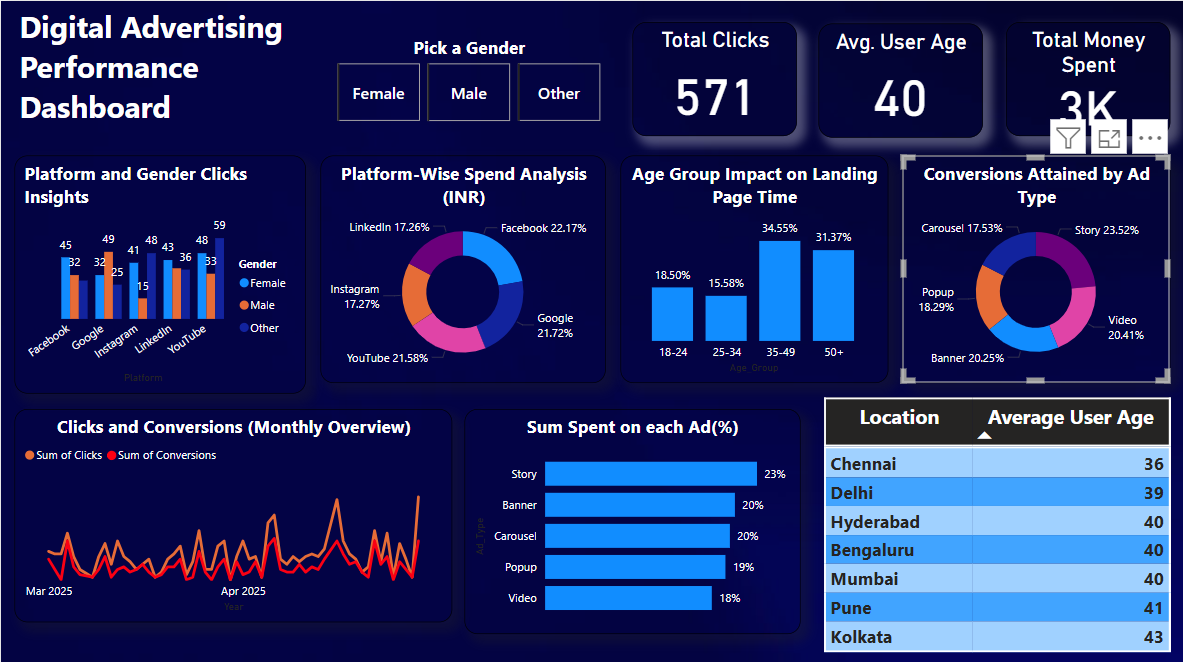 Digital Advertising
Performance
Dashboard
Pick a Gender
Female
Male
Other
Total Clicks
571
Avg. User Age
40
Total Money
Spent
3K
Platform and Gender Clicks
Insights
45
32
32
49
25
41
15
48
43
36
48
33
59
Facebook
Google
Instagram
LinkedIn
YouTube
Platform
Gender
Female
Male
Other
Platform-Wise Spend Analysis
(INR)
LinkedIn 17.26%
Facebook 22.17%
Instagram
17.27%
Google
21.72%
YouTube 21.58%
Age Group Impact on Landing
Page Time
18.50%
15.58%
34.55%
31.37%
18-24
25-34
35-49
50+
Age_Group
Conversions Attained by Ad
Type
Carousel 17.53%
Story 23.52%
Popup
18.29%
Video
20.41%
Banner 20.25%
Clicks and Conversions (Monthly Overview)
Sum of Clicks
Sum of Conversions
Mar 2025
Apr 2025
Year
Sum Spent on each Ad(%)
Ad_Type
Story 23%
Banner 20%
Carousel 20%
Popup 19%
Video 18%
Location Average User Age
Chennai 36
Delhi 39
Hyderabad 40
Bengaluru 40
Mumbai 40
Pune 41
Kolkata 43